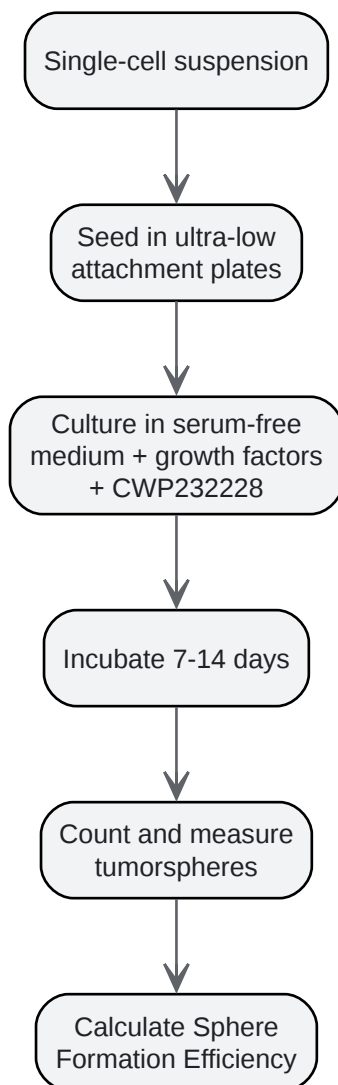 Single-cell suspension
Seed in ultra-low
attachment plates
Culture in serum-free
medium + growth factors
+ CWP232228
Incubate 7-14 days
Count and measure
tumorspheres
Calculate Sphere
Formation Efficiency